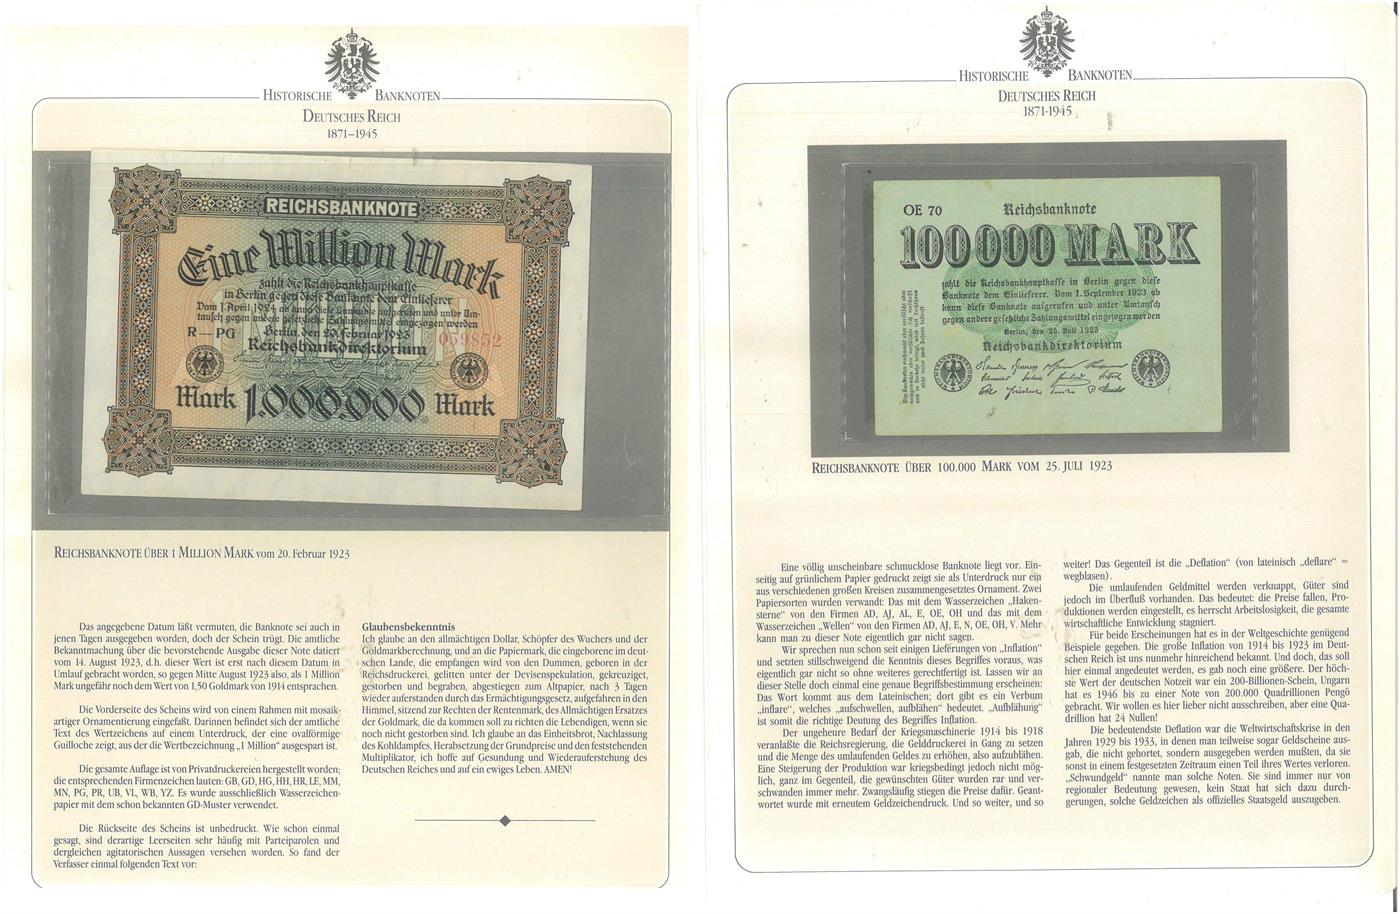 HISTORISCHE BANKNOTEN
DEUTSCHES REICH
1871–1945
REICHSBANKNOTE
Eine Million Mark
zahlt die Reichsbankhauptkasse
in Berlin gegen diese Banknote dem Einlieferer
Dam 1. April 1924 ab kann diese Banknote aufgerufen und unter Um-
tausch gegen andere gesetzliche Zahlungsmittel eingezogen werden
Berlin, den 20. Februar 1923
R—PG
059852
Reichsbankdirektorium
Mark 1.000.000 Mark
REICHSBANKNOTE ÜBER 1 MILLION MARK vom 20. Februar 1923
Das angegebene Datum läßt vermuten, die Banknote sei auch in
jenen Tagen ausgegeben worden, doch der Schein trügt. Die amtliche
Bekanntmachung über die bevorstehende Ausgabe dieser Note datiert
vom 14. August 1923, d.h. dieser Wert ist erst nach diesem Datum in
Umlauf gebracht worden, so gegen Mitte August 1923 also, als 1 Million
Mark ungefähr noch dem Wert von 1,50 Goldmark von 1914 entsprachen.
Die Vorderseite des Scheins wird von einem Rahmen mit mosaik-
artiger Ornamentierung eingefaßt. Darinnen befindet sich der amtliche
Text des Wertzeichens auf einem Unterdruck, der eine ovalförmige
Guilloche zeigt, aus der die Wertbezeichnung „1 Million“ ausgespart ist.
Die gesamte Auflage ist von Privatdruckereien hergestellt worden;
die entsprechenden Firmenzeichen lauten: GB, GD, HG, HH, HR, LE, MM,
MN, PG, PR, UB, VL, WB, YZ. Es wurde ausschließlich Wasserzeichen-
papier mit dem schon bekannten GD-Muster verwendet.
Die Rückseite des Scheins ist unbedruckt. Wie schon einmal
gesagt, sind derartige Leerseiten sehr häufig mit Parteiparolen und
dergleichen agitatorischen Aussagen versehen worden. So fand der
Verfasser einmal folgenden Text vor:
Glaubensbekenntnis
Ich glaube an den allmächtigen Dollar, Schöpfer des Wuchers und der
Goldmarkberechnung, und an die Papiermark, die eingeborene im deut-
schen Lande, die empfangen wird von den Dummen, geboren in der
Reichsdruckerei, gelitten unter der Devisenspekulation, gekreuziget,
gestorben und begraben, abgestiegen zum Altpapier, nach 3 Tagen
wieder auferstanden durch das Ermächtigungsgesetz, aufgefahren in den
Himmel, sitzend zur Rechten der Rentenmark, des Allmächtigen Ersatzes
der Goldmark, die da kommen soll zu richten die Lebendigen, wenn sie
noch nicht gestorben sind. Ich glaube an das Einheitsbrot, Nachlassung
des Kohldampfes, Herabsetzung der Grundpreise und den feststehenden
Multiplikator, ich hoffe auf Gesundung und Wiederauferstehung des
Deutschen Reiches und auf ein ewiges Leben. AMEN!
HISTORISCHE BANKNOTEN
DEUTSCHES REICH
1871-1945
OE 70
Reichsbanknote
100000 MARK
zahlt die Reichsbankhauptkasse in Berlin gegen diese
Banknote dem Einlieferer. Vom 1. September 1923 ab
kann diese Banknote aufgerufen und unter Umtausch
gegen andere gesetzliche Zahlungsmittel eingezogen werden
Berlin, den 25. Juli 1923
Reichsbankdirektorium
REICHSBANKNOTE ÜBER 100.000 MARK VOM 25. JULI 1923
Eine völlig unscheinbare schmucklose Banknote liegt vor. Ein-
seitig auf grünlichem Papier gedruckt zeigt sie als Unterdruck nur ein
aus verschiedenen großen Kreisen zusammengesetztes Ornament. Zwei
Papiersorten wurden verwandt: Das mit dem Wasserzeichen „Haken-
sterne“ von den Firmen AD, AJ, AL, E, OE, OH und das mit dem
Wasserzeichen „Wellen“ von den Firmen AD, AJ, E, N, OE, OH, V. Mehr
kann man zu dieser Note eigentlich gar nicht sagen.
Wir sprechen nun schon seit einigen Lieferungen von „Inflation“
und setzten stillschweigend die Kenntnis dieses Begriffes voraus, was
eigentlich gar nicht so ohne weiteres gerechtfertigt ist. Lassen wir an
dieser Stelle doch einmal eine genaue Begriffsbestimmung erscheinen:
Das Wort kommt aus dem Lateinischen; dort gibt es ein Verbum
„inflare“, welches „aufschwellen, aufblähen“ bedeutet. „Aufblähung“
ist somit die richtige Deutung des Begriffes Inflation.
Der ungeheure Bedarf der Kriegsmaschinerie 1914 bis 1918
veranlaßte die Reichsregierung, die Gelddruckerei in Gang zu setzen
und die Menge des umlaufenden Geldes zu erhöhen, also aufzublähen.
Eine Steigerung der Produktion war kriegsbedingt jedoch nicht mög-
lich, ganz im Gegenteil, die gewünschten Güter wurden rar und ver-
schwanden immer mehr. Zwangsläufig stiegen die Preise dafür. Geant-
wortet wurde mit erneutem Geldzeichendruck. Und so weiter, und so
weiter! Das Gegenteil ist die „Deflation“ (von lateinisch „deflare“ =
wegblasen).
Die umlaufenden Geldmittel werden verknappt, Güter sind
jedoch im Überfluß vorhanden. Das bedeutet: die Preise fallen, Pro-
duktionen werden eingestellt, es herrscht Arbeitslosigkeit, die gesamte
wirtschaftliche Entwicklung stagniert.
Für beide Erscheinungen hat es in der Weltgeschichte genügend
Beispiele gegeben. Die große Inflation von 1914 bis 1923 im Deut-
schen Reich ist uns nunmehr hinreichend bekannt. Und doch, das soll
hier einmal angedeutet werden, es gab noch eine größere. Der höch-
ste Wert der deutschen Notzeit war ein 200-Billionen-Schein, Ungarn
hat es 1946 bis zu einer Note von 200.000 Quadrillionen Pengö
gebracht. Wir wollen es hier lieber nicht ausschreiben, aber eine Qua-
drillion hat 24 Nullen!
Die bedeutendste Deflation war die Weltwirtschaftskrise in den
Jahren 1929 bis 1933, in denen man teilweise sogar Geldscheine aus-
gab, die nicht gehortet, sondern ausgegeben werden mußten, da sie
sonst in einem festgesetzten Zeitraum einen Teil ihres Wertes verloren.
„Schwundgeld“ nannte man solche Noten. Sie sind immer nur von
regionaler Bedeutung gewesen, kein Staat hat sich dazu durch-
gerungen, solche Geldzeichen als offizielles Staatsgeld auszugeben.